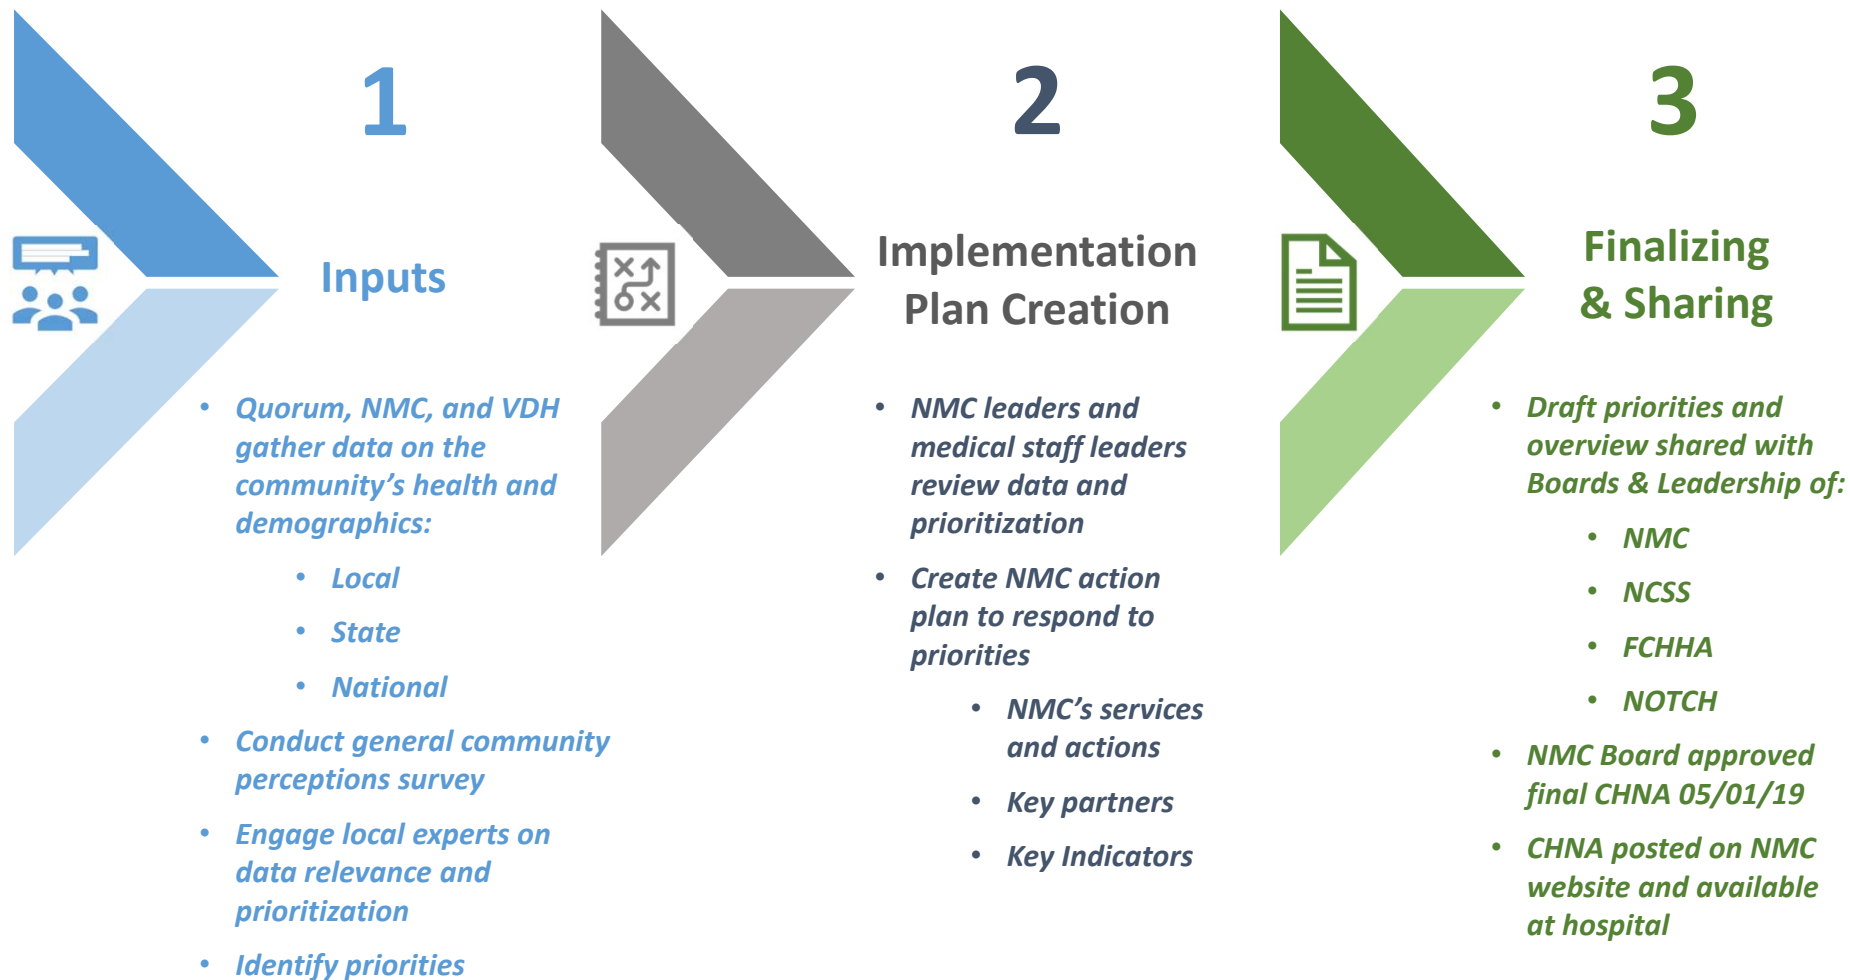 1
Inputs
• Quorum, NMC, and VDH
gather data on the
community’s health and
demographics:
• Local
• State
• National
• Conduct general community
perceptions survey
• Engage local experts on
data relevance and
prioritization
• Identify priorities
2
Implementation
Plan Creation
• NMC leaders and
medical staff leaders
review data and
prioritization
• Create NMC action
plan to respond to
priorities
• NMC’s services
and actions
• Key partners
• Key Indicators
3
Finalizing
& Sharing
• Draft priorities and
overview shared with
Boards & Leadership of:
• NMC
• NCSS
• FCHHA
• NOTCH
• NMC Board approved
final CHNA 05/01/19
• CHNA posted on NMC
website and available
at hospital